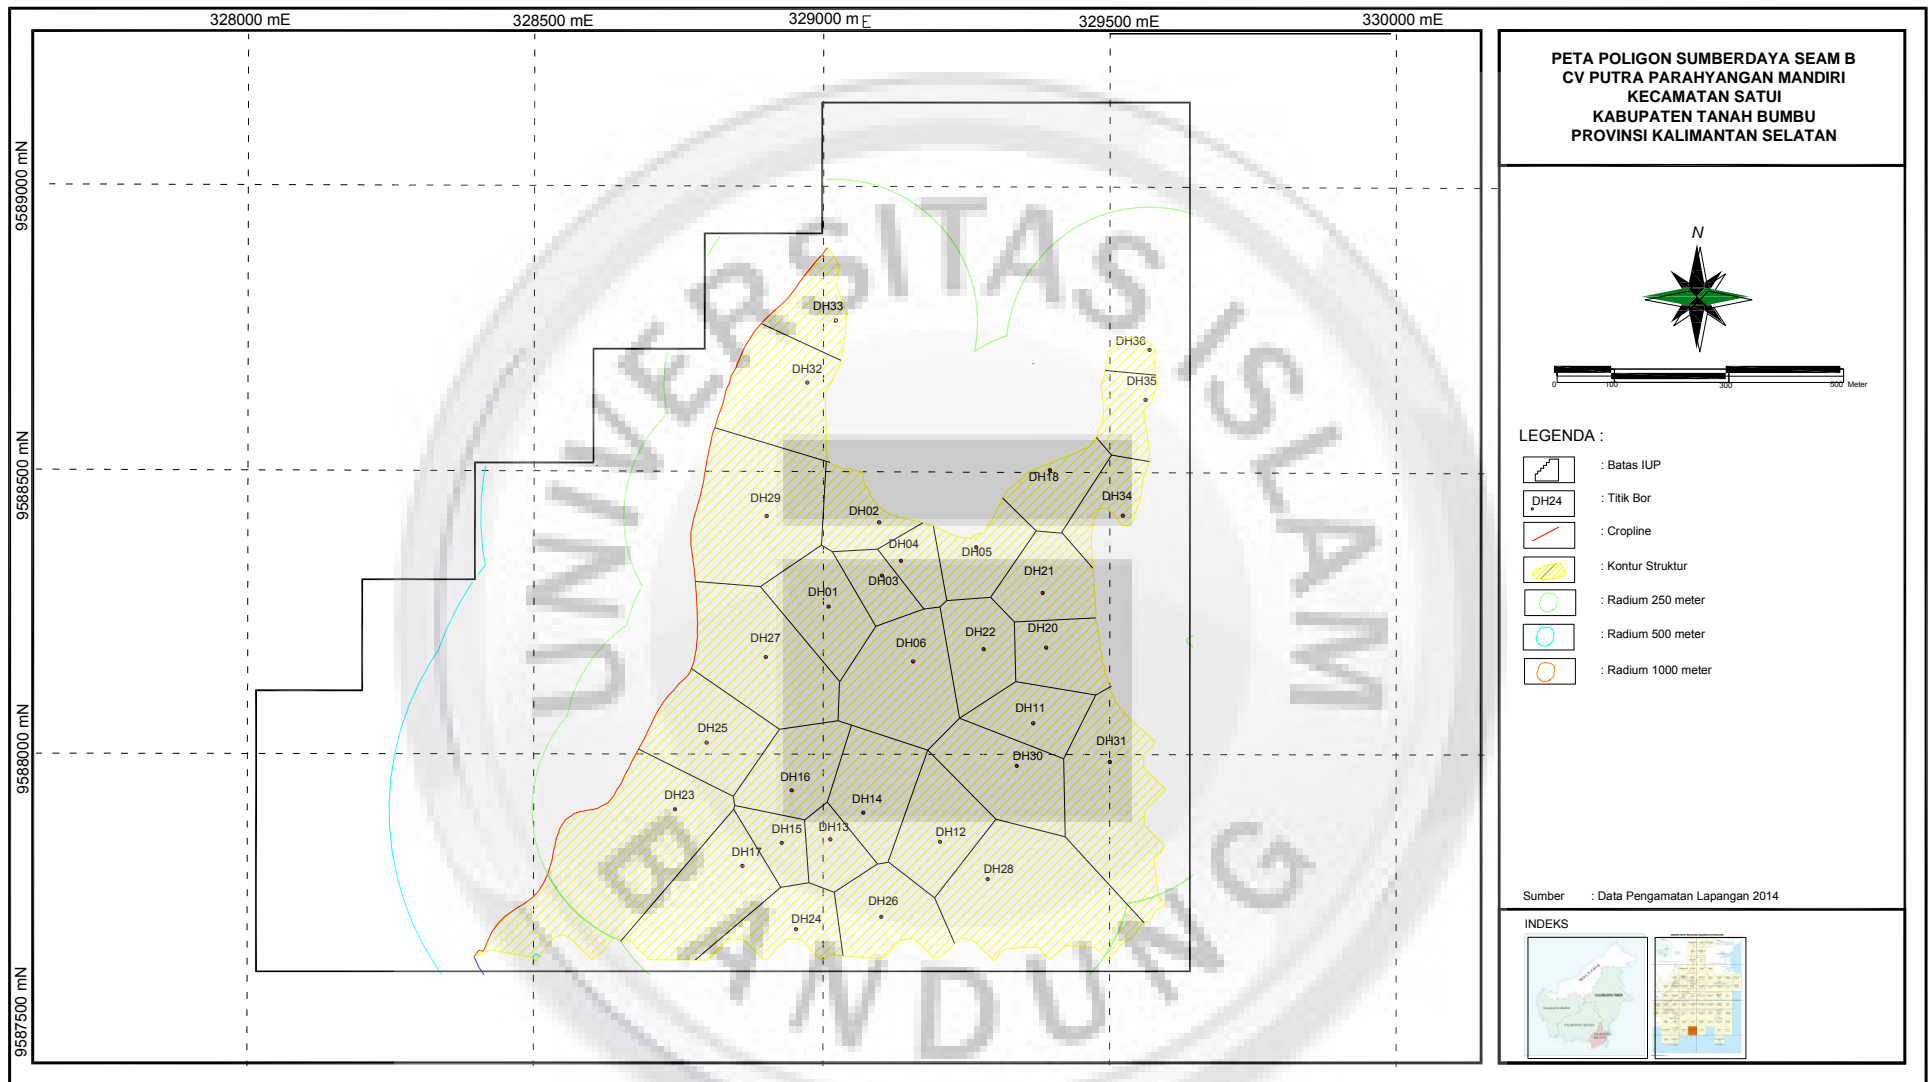 328000 mE
328500 mE
329000 mE
329500 mE
330000 mE
9589000 mN
9588500 mN
9588000 mN
9587500 mN
UNIVERSITAS ISLAM
BANDUNG
DH33
DH36
DH32
DH35
DH18
DH29
DH34
DH02
DH04
DH05
DH03
DH21
DH01
DH27
DH06
DH22
DH20
DH11
DH25
DH31
DH30
DH16
DH23
DH14
DH15
DH13
DH12
DH17
DH28
DH24
DH26
PETA POLIGON SUMBERDAYA SEAM B
CV PUTRA PARAHYANGAN MANDIRI
KECAMATAN SATUI
KABUPATEN TANAH BUMBU
PROVINSI KALIMANTAN SELATAN
N
0 100 300 500 Meter
LEGENDA :
: Batas IUP
DH24 : Titik Bor
: Cropline
: Kontur Struktur
: Radium 250 meter
: Radium 500 meter
: Radium 1000 meter
Sumber : Data Pengamatan Lapangan 2014
INDEKS
MALAYSIA